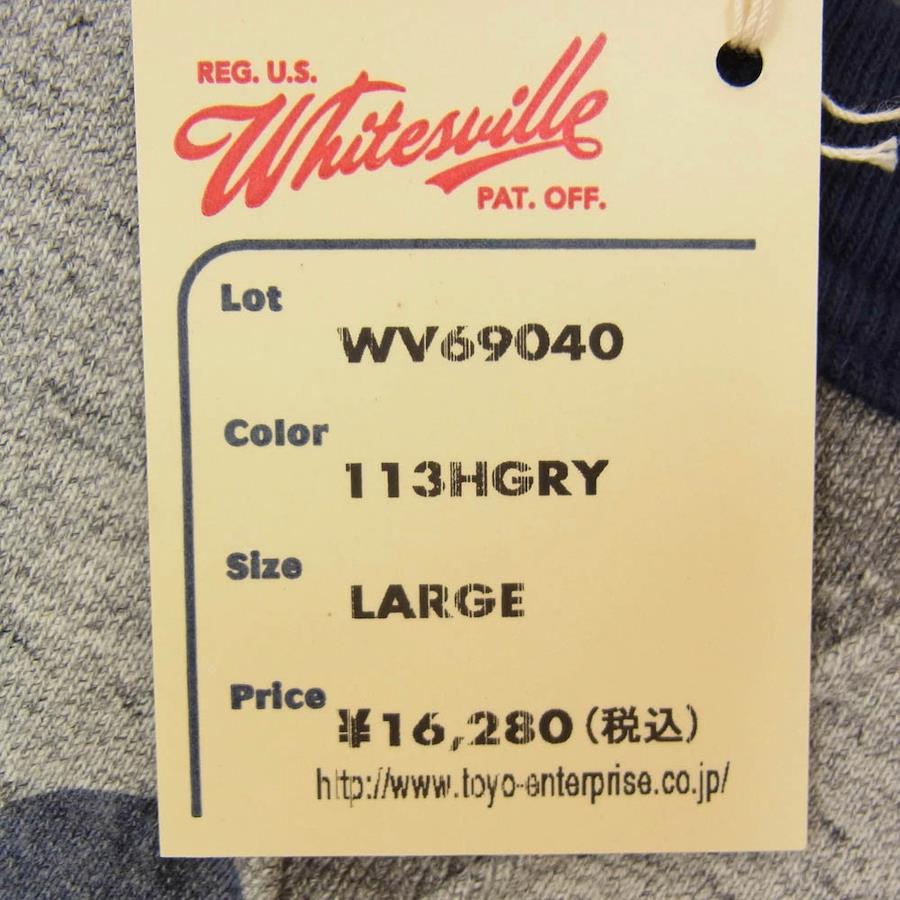 REG. U.S.
Whitesville
PAT. OFF.
Lot
WV69040
Color
113HGRY
Size
LARGE
Price
¥16,280(税込)
http://www.toyo-enterprise.co.jp/